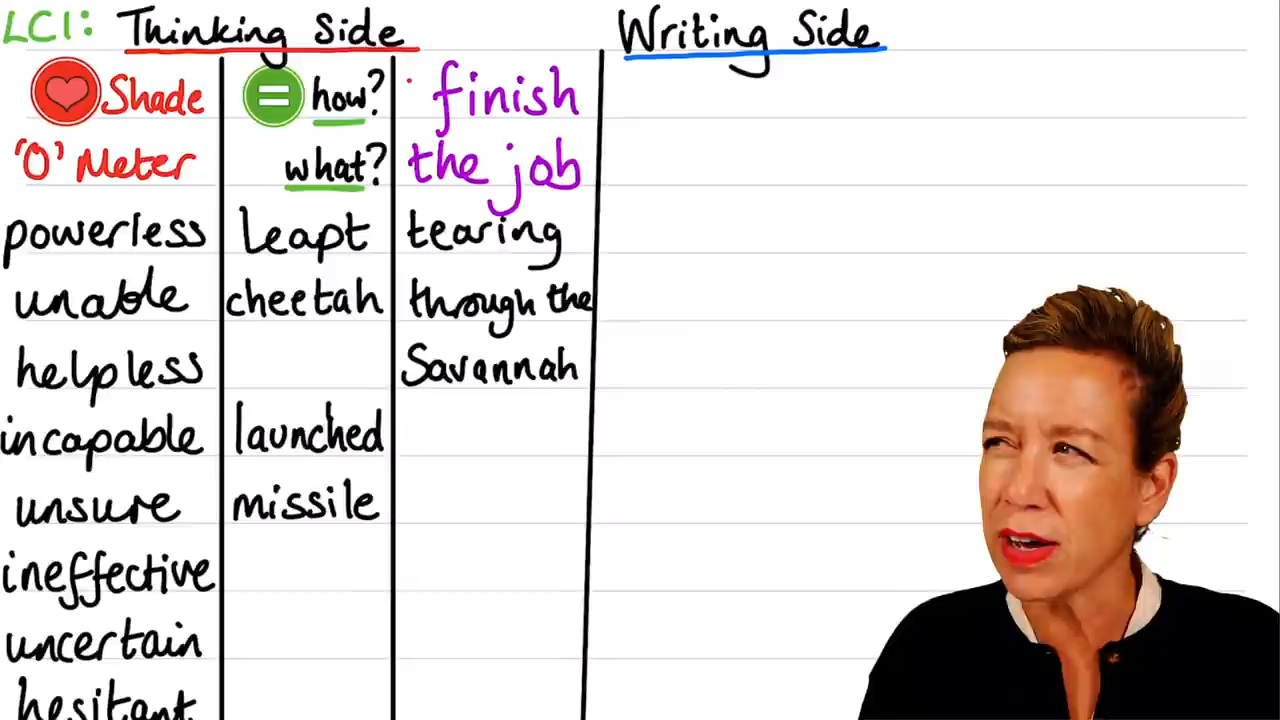 LC1: Thinking Side Writing Side
Shade = how? finish
'O' Meter what? the job
powerless leapt tearing
unable cheetah through the
helpless Savannah
incapable launched
unsure missile
ineffective
uncertain
hesitant